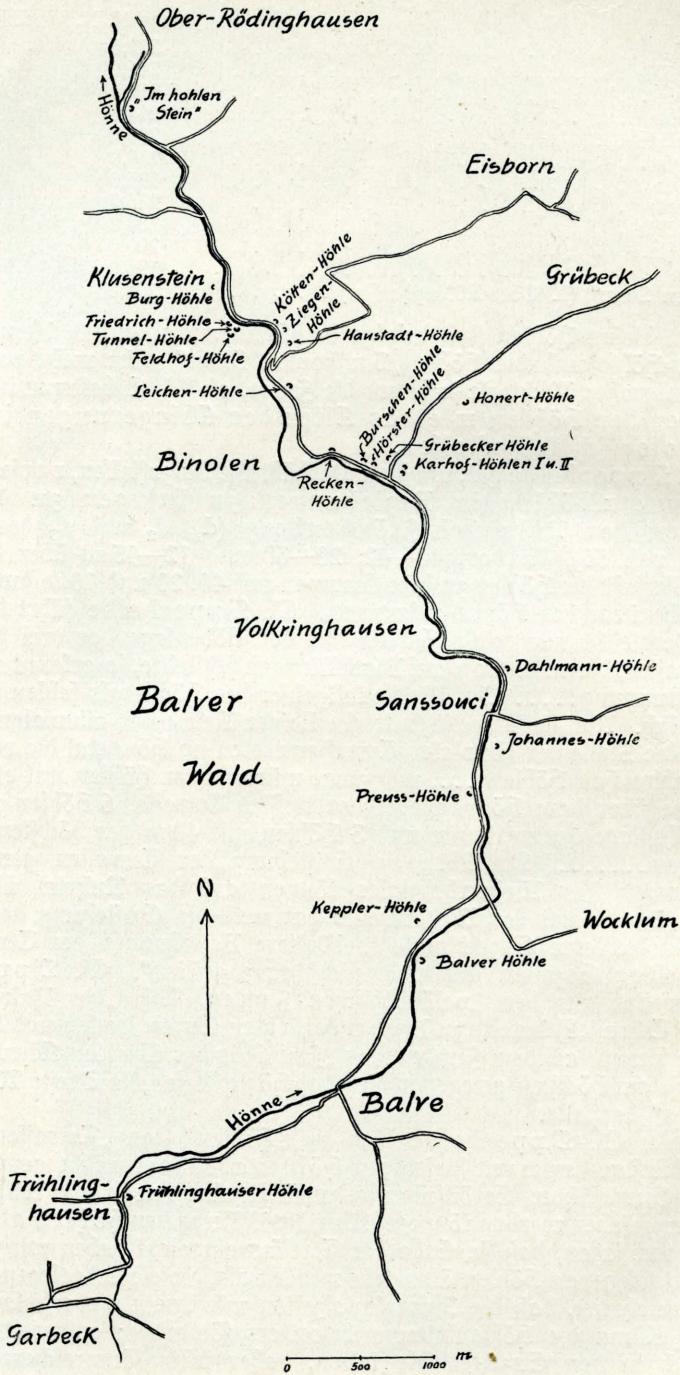 Ober-Rödinghausen
← Hönne
„Im hohlen
Stein"
Eisborn
Klusenstein
Burg-Höhle
Kötten-Höhle
Ziegen-
Höhle
Grübeck
Friedrich-Höhle
Tunnel-Höhle
Feldhof-Höhle
Haustadt-Höhle
Leichen-Höhle
Burschen-Höhle
Hörster-Höhle
Honert-Höhle
Grübecker Höhle
Karhof-Höhlen I u. II
Binolen
Recken-
Höhle
Volkringhausen
Dahlmann-Höhle
Balver
Wald
Sanssouci
Johannes-Höhle
Preuss-Höhle
N
Keppler-Höhle
Wocklum
Balver Höhle
Hönne →
Balve
Frühling-
hausen
Frühlinghauser Höhle
Garbeck
0 500 1000 m